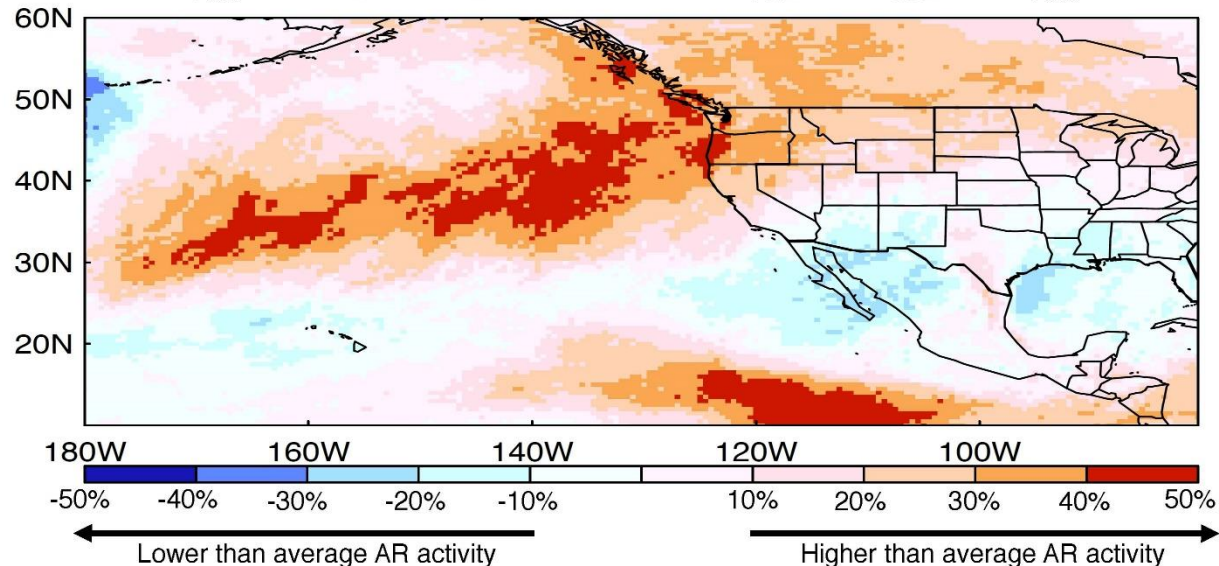 60N
50N
40N
30N
20N
180W 160W 140W 120W 100W
-50% -40% -30% -20% -10% 10% 20% 30% 40% 50%
Lower than average AR activity Higher than average AR activity